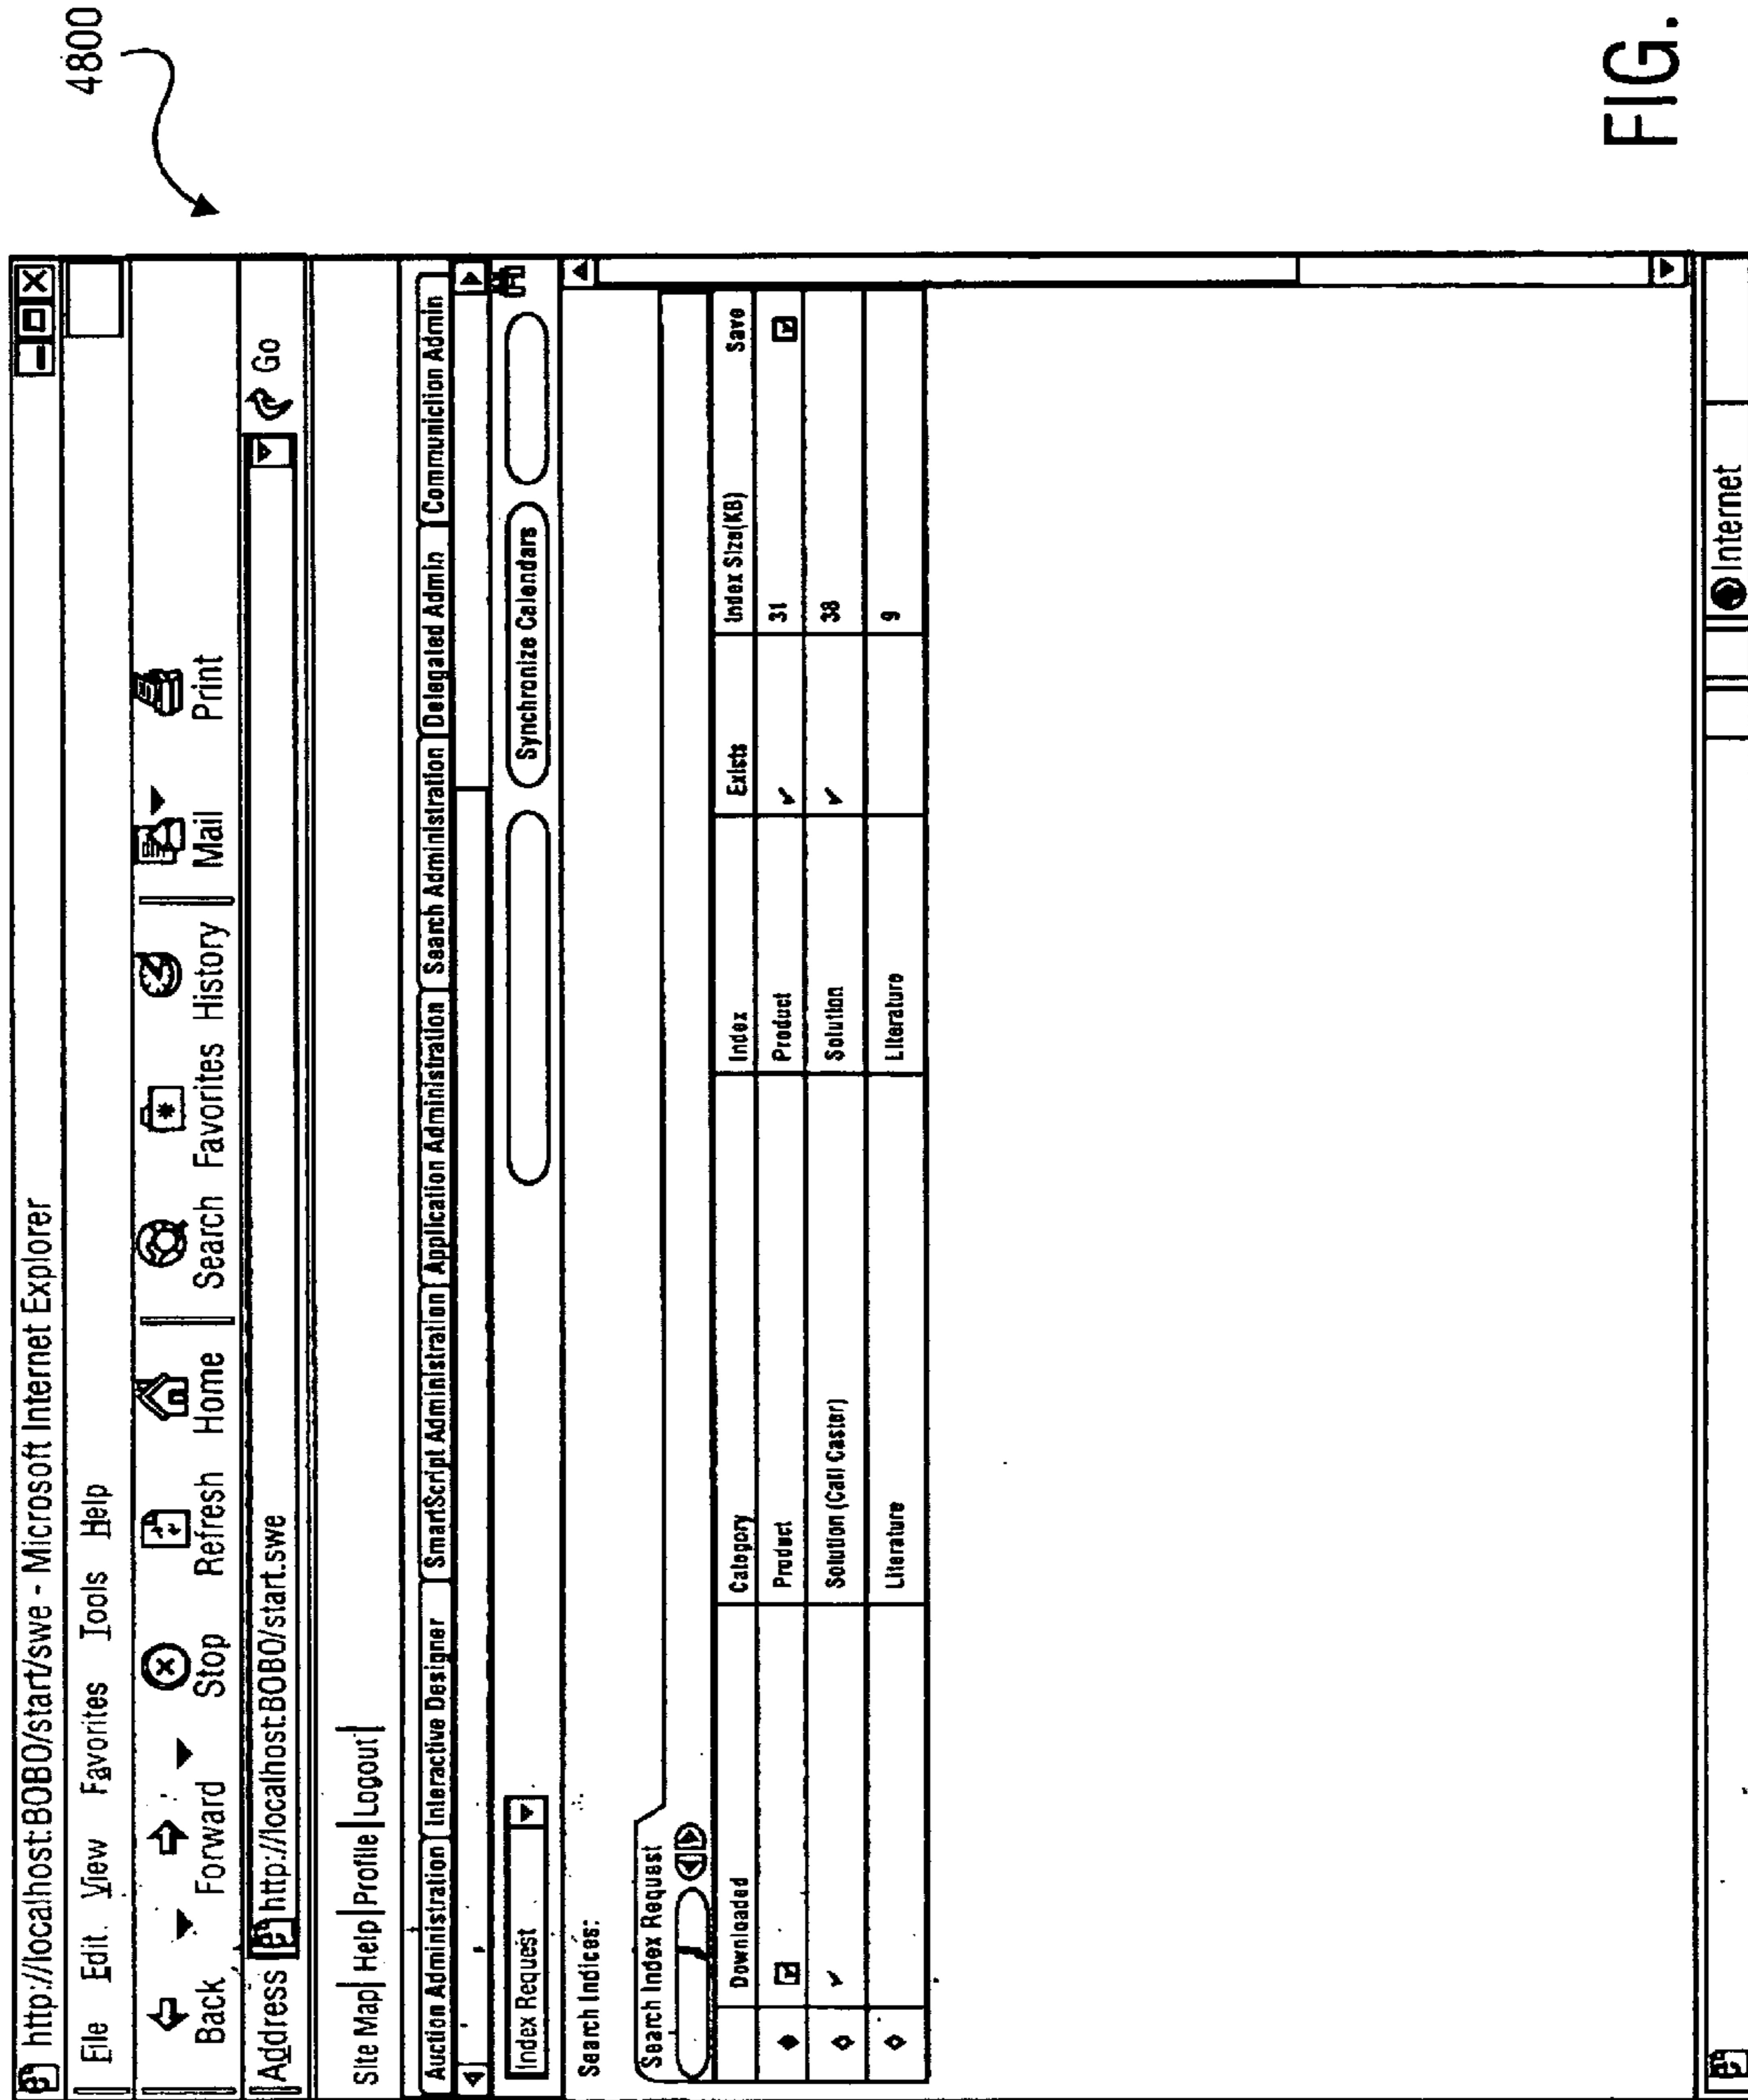 4800
http://localhost:BOBO/start/swe - Microsoft Internet Explorer
File Edit View Favorites Tools Help
Back Forward Stop Refresh Home Search Favorites History Mail Print
Address http://localhost:BOBO/start.swe Go
Site Map| Help|Profile|Logout|
Auction Administration Interactive Designer SmartScript Administration Application Administration Search Administration Delegated Admin Communiction Admin
Index Request Synchronize Calendars
Search Indices:
Search Index Request
Downloaded Category Index Exists Index Size(KB) Save
Product Product 31
Solution (Call Caster) Solution 38
Literature Literature 9
Internet
FIG.